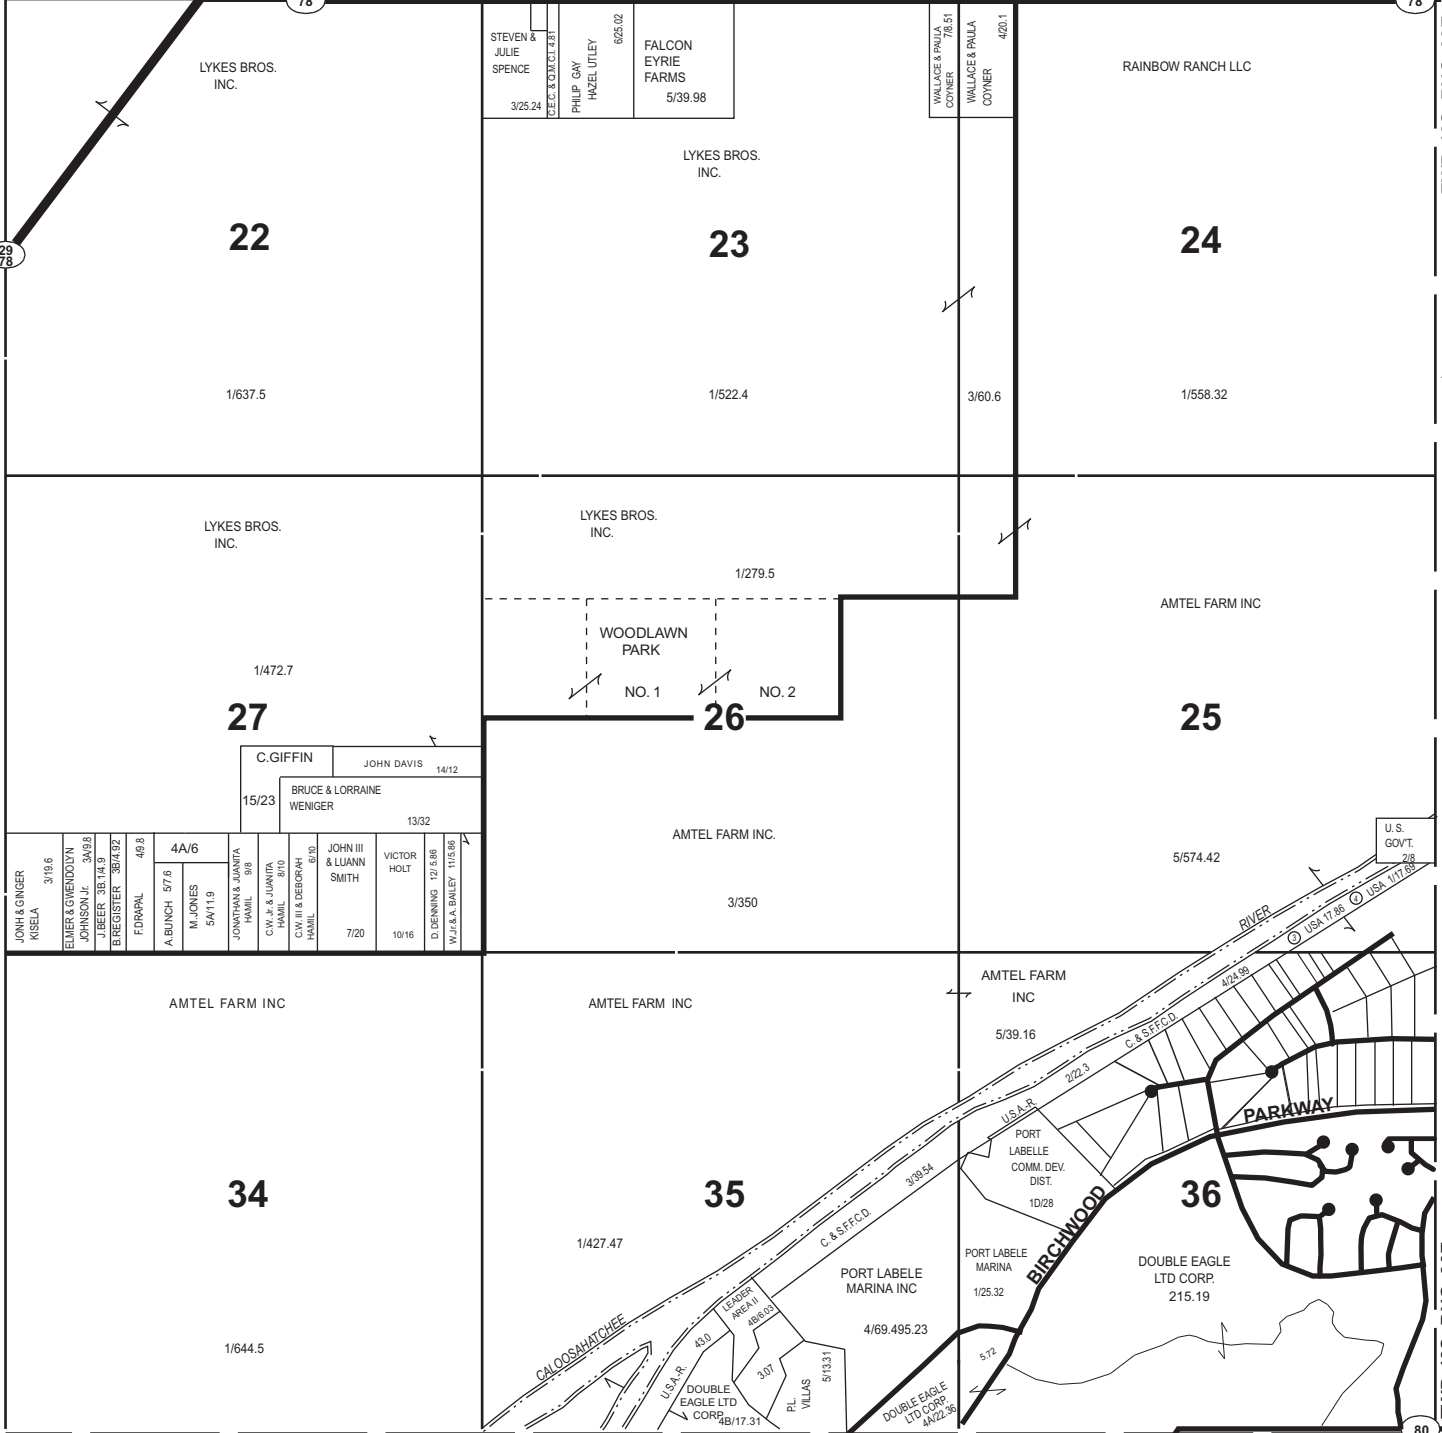 78
78
29
78
LYKES BROS.
INC.
22
1/637.5
STEVEN &
JULIE
SPENCE
3/25.24
C.E.C. & Q.M.C.I. 4.81
PHILIP GAY
HAZEL UTLEY
6/25.02
FALCON
EYRIE
FARMS
5/39.98
LYKES BROS.
INC.
23
1/522.4
WALLACE & PAULA
COYNER
7/8.51
WALLACE & PAULA
COYNER
4/20.1
3/60.6
RAINBOW RANCH LLC
24
1/558.32
LYKES BROS.
INC.
1/472.7
27
C.GIFFIN
15/23
JOHN DAVIS
14/12
BRUCE & LORRAINE
WENIGER
13/32
JONH & GINGER
KISELA
3/19.6
ELMER & GWENDOLYN
JOHNSON Jr. 3A/9.8
J.BEER 3B.1/4.9
B.REGISTER 3B/4.92
F.DRAPAL 4/9.8
4A/6
A.BUNCH 5/7.6
M.JONES
5A/11.9
JONATHAN & JUANITA
HAMIL 9/8
C.W. Jr. & JUANITA
HAMIL 8/10
C.W. III & DEBORAH
HAMIL 6/10
JOHN III
& LUANN
SMITH
7/20
VICTOR
HOLT
10/16
D. DENNING 12/ 5.86
W.Jr.& A. BAILEY 11/5.86
LYKES BROS.
INC.
1/279.5
WOODLAWN
PARK
NO. 1
NO. 2
26
AMTEL FARM INC.
3/350
AMTEL FARM INC
25
5/574.42
U. S.
GOV'T.
2/8
USA 1/17.69
4
USA 17.86
3
RIVER
4/24.99
C. & S.F.F.C.D.
AMTEL FARM INC
34
1/644.5
AMTEL FARM INC
35
1/427.47
CALOOSAHATCHEE
AMTEL FARM
INC
5/39.16
2/22.3
U.S.A.-R.
PORT
LABELLE
COMM. DEV.
DIST.
1D/28
3/39.54
C. & S.F.F.C.D.
PARKWAY
BIRCHWOOD
36
PORT LABELE
MARINA
1/25.32
PORT LABELE
MARINA INC
4/69.495.23
DOUBLE EAGLE
LTD CORP.
215.19
LEADER
AREA II
4B/6.03
43.0
U.S.A.-R.
3.07
DOUBLE
EAGLE LTD
CORP.
4B/17.31
P.L.
VILLAS
5/13.31
DOUBLE EAGLE
LTD CORP.
4A/22.36
5.72
80